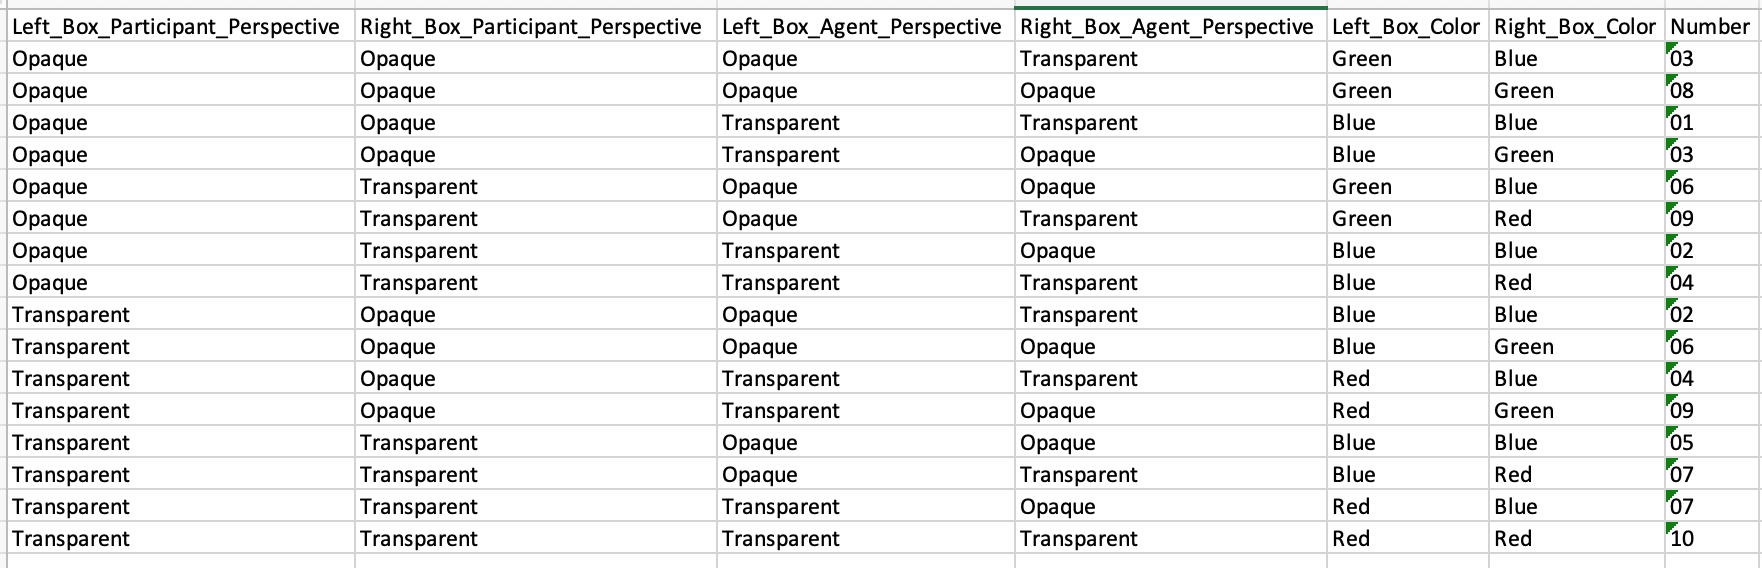 Left_Box_Participant_Perspective Right_Box_Participant_Perspective Left_Box_Agent_Perspective Right_Box_Agent_Perspective Left_Box_Color Right_Box_Color Number
Opaque Opaque Opaque Transparent Green Blue 03
Opaque Opaque Opaque Opaque Green Green 08
Opaque Opaque Transparent Transparent Blue Blue 01
Opaque Opaque Transparent Opaque Blue Green 03
Opaque Transparent Opaque Opaque Green Blue 06
Opaque Transparent Opaque Transparent Green Red 09
Opaque Transparent Transparent Opaque Blue Blue 02
Opaque Transparent Transparent Transparent Blue Red 04
Transparent Opaque Opaque Transparent Blue Blue 02
Transparent Opaque Opaque Opaque Blue Green 06
Transparent Opaque Transparent Transparent Red Blue 04
Transparent Opaque Transparent Opaque Red Green 09
Transparent Transparent Opaque Opaque Blue Blue 05
Transparent Transparent Opaque Transparent Blue Red 07
Transparent Transparent Transparent Opaque Red Blue 07
Transparent Transparent Transparent Transparent Red Red 10